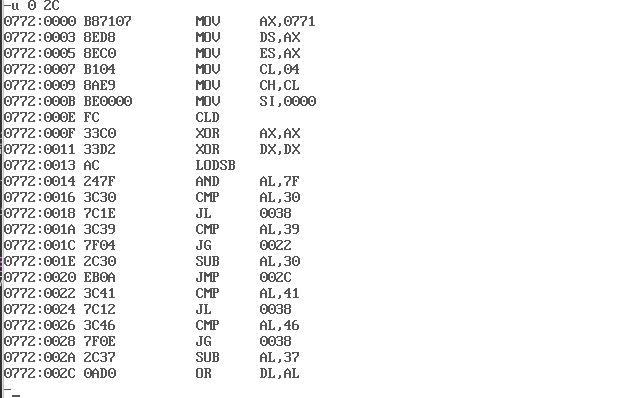 -u 0 2C
0772:0000 B87107 MOV AX,0771
0772:0003 8ED8 MOV DS,AX
0772:0005 8EC0 MOV ES,AX
0772:0007 B104 MOV CL,04
0772:0009 8AE9 MOV CH,CL
0772:000B BE0000 MOV SI,0000
0772:000E FC CLD
0772:000F 33C0 XOR AX,AX
0772:0011 33D2 XOR DX,DX
0772:0013 AC LODSB
0772:0014 247F AND AL,7F
0772:0016 3C30 CMP AL,30
0772:0018 7C1E JL 0038
0772:001A 3C39 CMP AL,39
0772:001C 7F04 JG 0022
0772:001E 2C30 SUB AL,30
0772:0020 EB0A JMP 002C
0772:0022 3C41 CMP AL,41
0772:0024 7C12 JL 0038
0772:0026 3C46 CMP AL,46
0772:0028 7F0E JG 0038
0772:002A 2C37 SUB AL,37
0772:002C 0AD0 OR DL,AL
-_